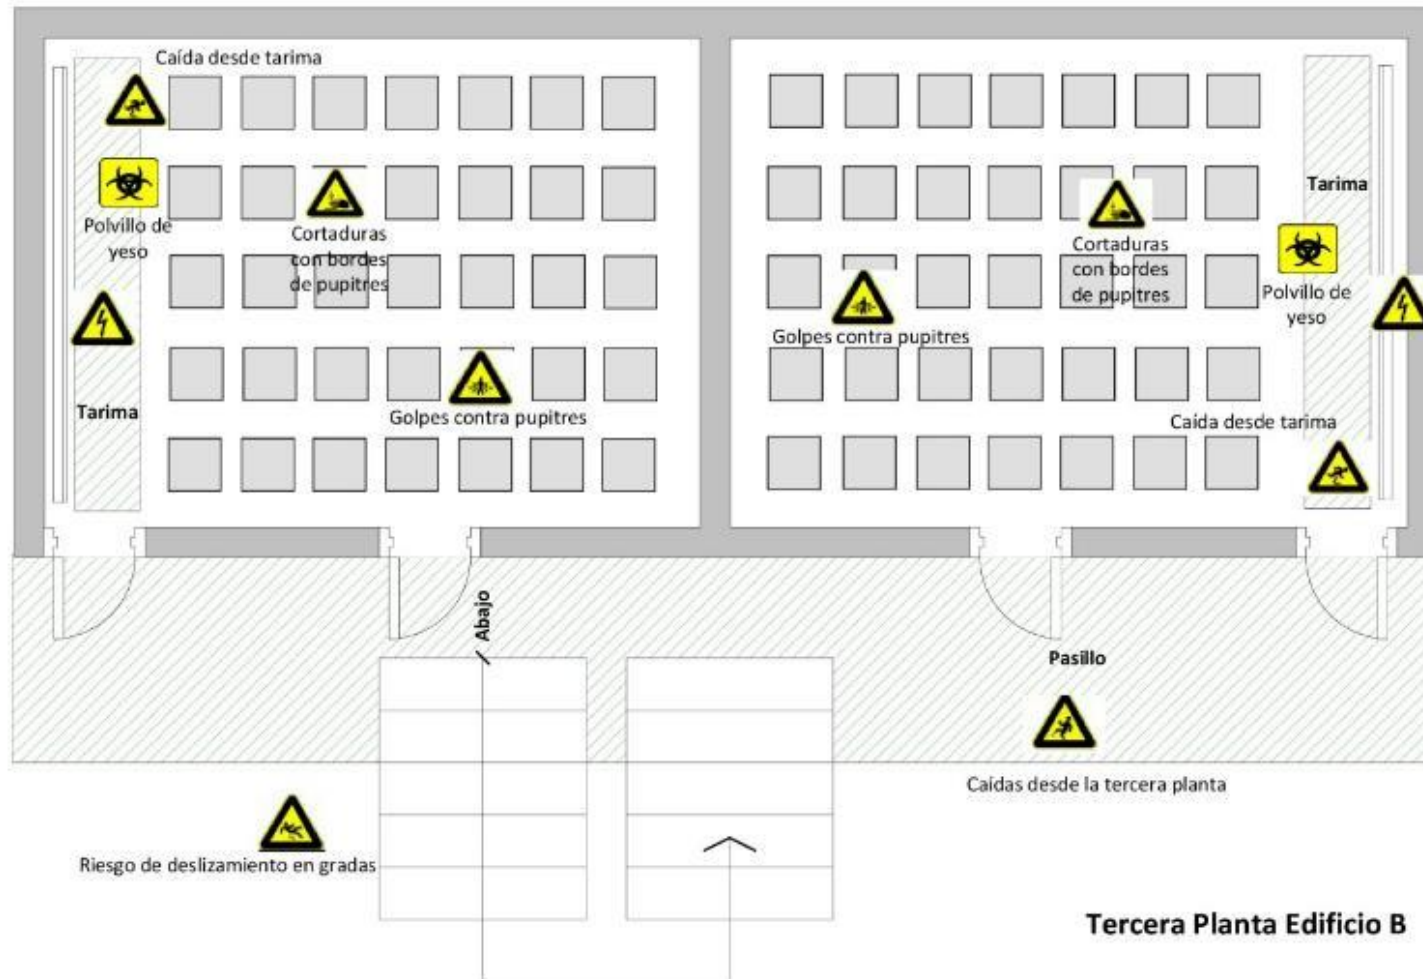 Caída desde tarima
Polvillo de
yeso
Cortaduras
con bordes
de pupitres
Tarima
Golpes contra pupitres
Tarima
Cortaduras
con bordes
de pupitres
Polvillo de
yeso
Golpes contra pupitres
Caida desde tarima
Abajo
Pasillo
Caídas desde la tercera planta
Riesgo de deslizamiento en gradas
Tercera Planta Edificio B